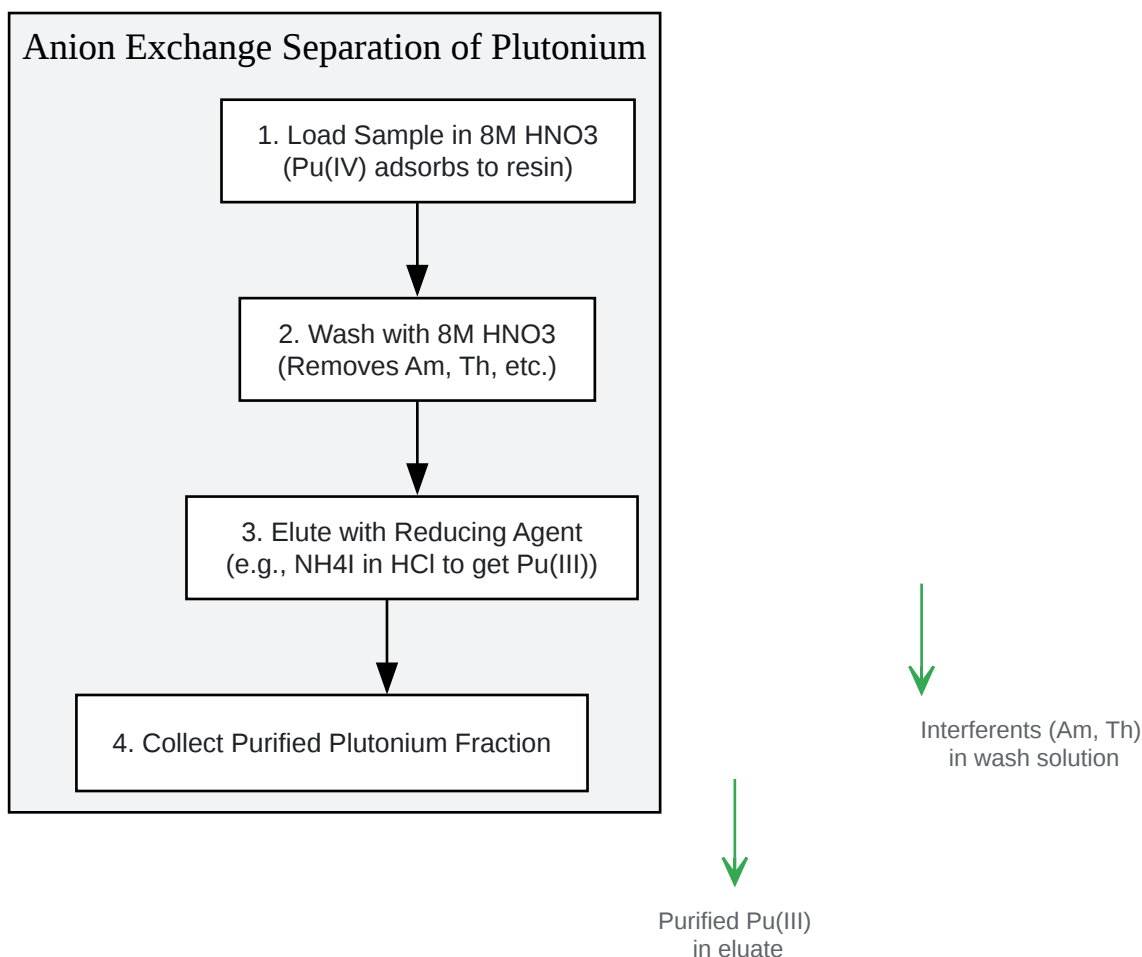 Anion Exchange Separation of Plutonium
1. Load Sample in 8M HNO3
(Pu(IV) adsorbs to resin)
2. Wash with 8M HNO3
(Removes Am, Th, etc.)
3. Elute with Reducing Agent
(e.g., NH4I in HCl to get Pu(III))
4. Collect Purified Plutonium Fraction
Interferents (Am, Th)
in wash solution
Purified Pu(III)
in eluate